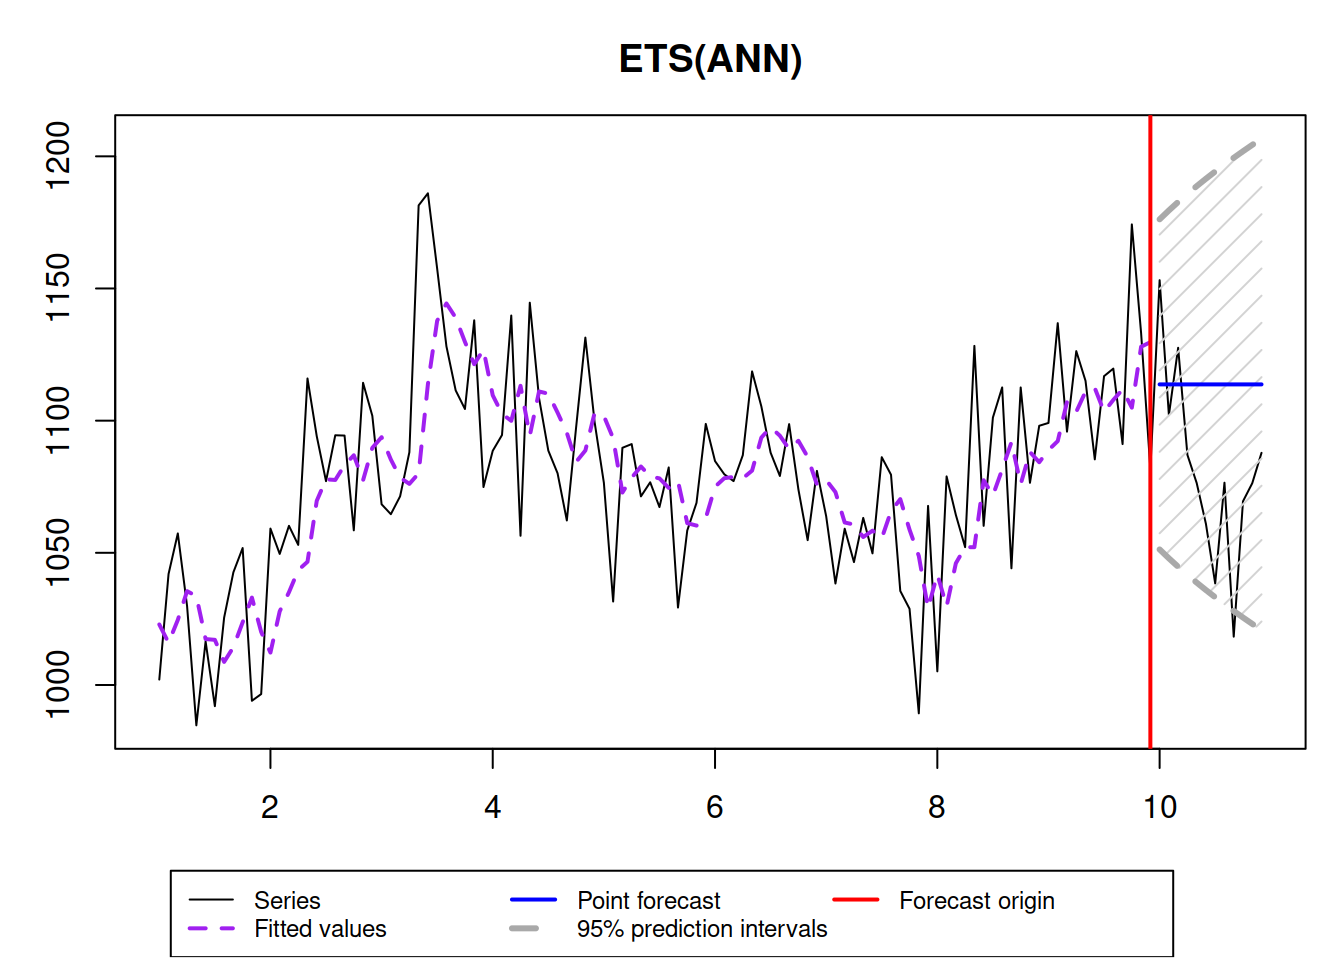 ETS(ANN)
1200
1150
1100
1050
1000
2 4 6 8 10
Series Point forecast Forecast origin
Fitted values 95% prediction intervals